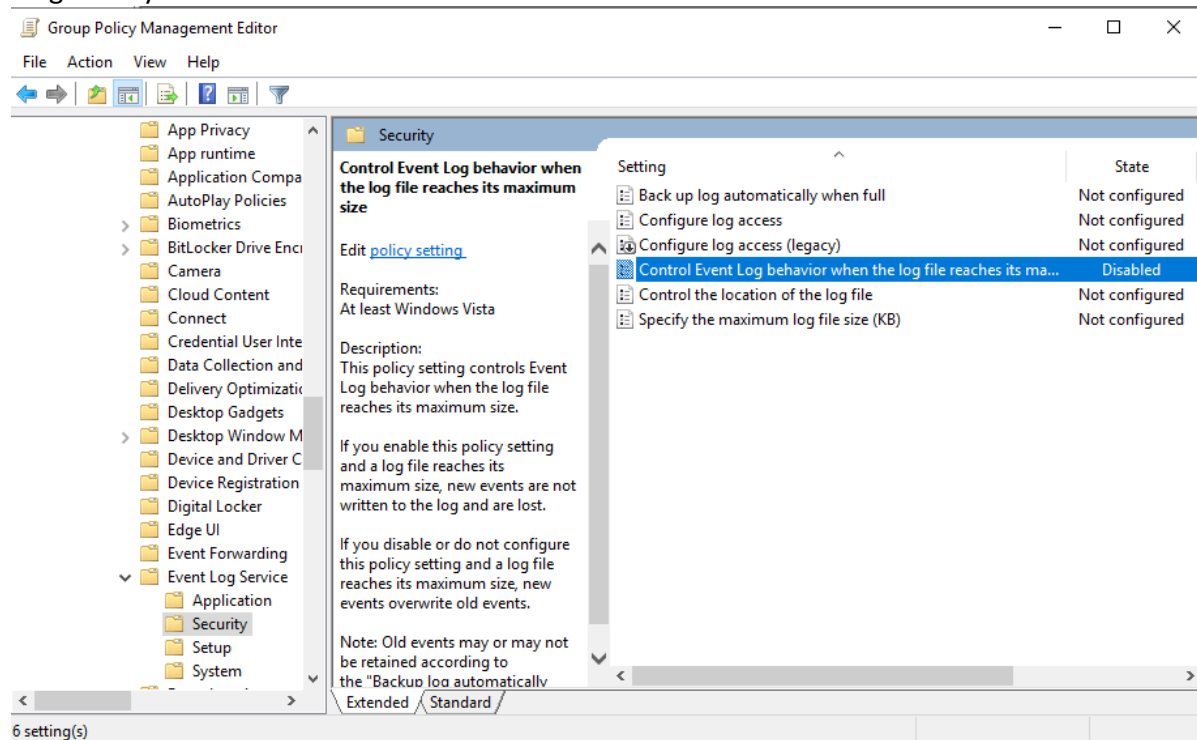 Group Policy Management Editor
File Action View Help
App Privacy
App runtime
Application Compa
AutoPlay Policies
Biometrics
BitLocker Drive Encr
Camera
Cloud Content
Connect
Credential User Inte
Data Collection and
Delivery Optimizatic
Desktop Gadgets
Desktop Window M
Device and Driver C
Device Registration
Digital Locker
Edge UI
Event Forwarding
Event Log Service
Application
Security
Setup
System
Security
Control Event Log behavior when
the log file reaches its maximum
size
Edit policy setting
Requirements:
At least Windows Vista
Description:
This policy setting controls Event
Log behavior when the log file
reaches its maximum size.
If you enable this policy setting
and a log file reaches its
maximum size, new events are not
written to the log and are lost.
If you disable or do not configure
this policy setting and a log file
reaches its maximum size, new
events overwrite old events.
Note: Old events may or may not
be retained according to
the "Backup log automatically
Setting State
Back up log automatically when full Not configured
Configure log access Not configured
Configure log access (legacy) Not configured
Control Event Log behavior when the log file reaches its ma... Disabled
Control the location of the log file Not configured
Specify the maximum log file size (KB) Not configured
Extended Standard
6 setting(s)